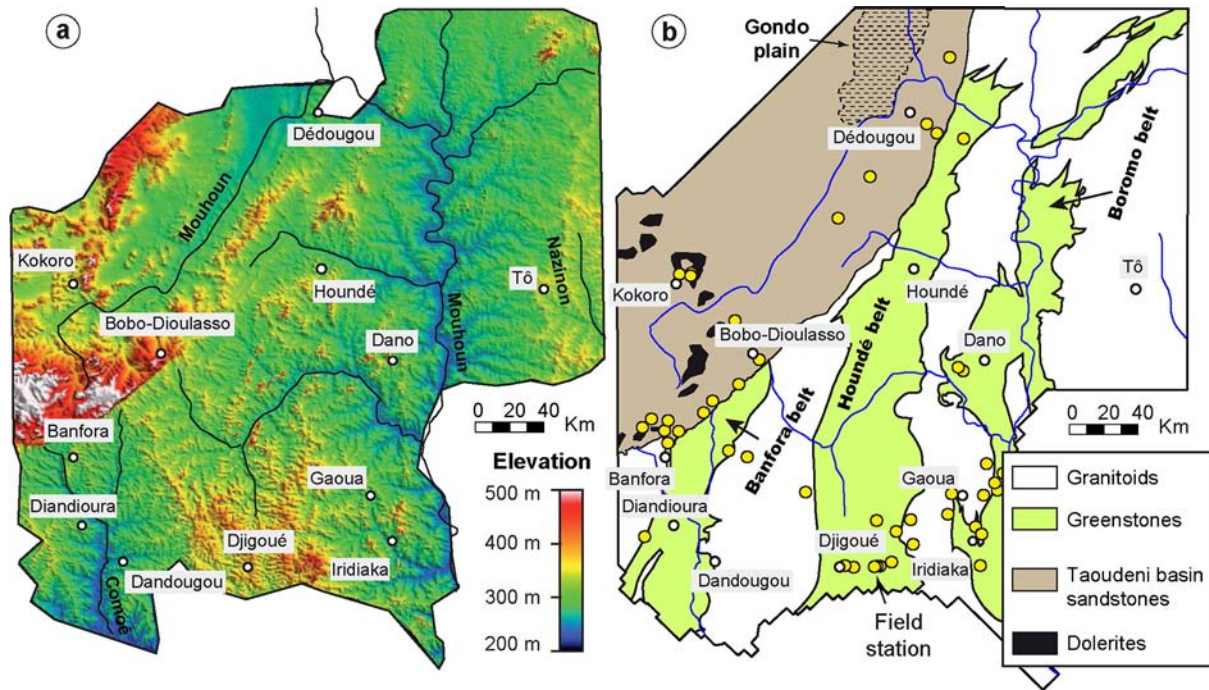 a
Dédougou
Mouhoun
Kokoro
Houndé
Tô
Nazinon
Bobo-Dioulasso
Mouhoun
Dano
0 20 40
Km
Banfora
Elevation
500 m
400 m
300 m
200 m
Gaoua
Diandioura
Djigoué
Iridiaka
Dandougou
Comoé
b
Gondo
plain
Dédougou
Boromo belt
Kokoro
Houndé
Tô
Bobo-Dioulasso
Houndé belt
Dano
0 20 40
Km
Banfora belt
Banfora
Gaoua
Diandioura
Djigoué
Iridiaka
Dandougou
Field
station
Granitoids
Greenstones
Taoudeni basin
sandstones
Dolerites